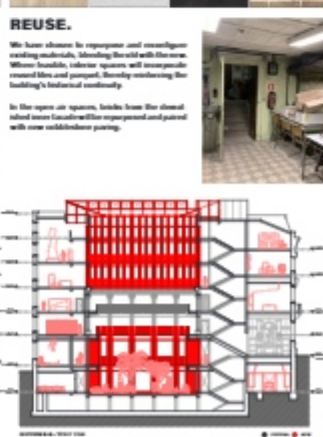 REUSE.
We have chosen to repurpose and reconfigure
existing materials, blending the old with the new.
Where feasible, interior spaces will incorporate
reused tiles and parquet, thereby reinforcing the
building's historical continuity.
In the open air spaces, bricks from the demol-
ished inner facade will be repurposed and paired
with new cobblestone paving.